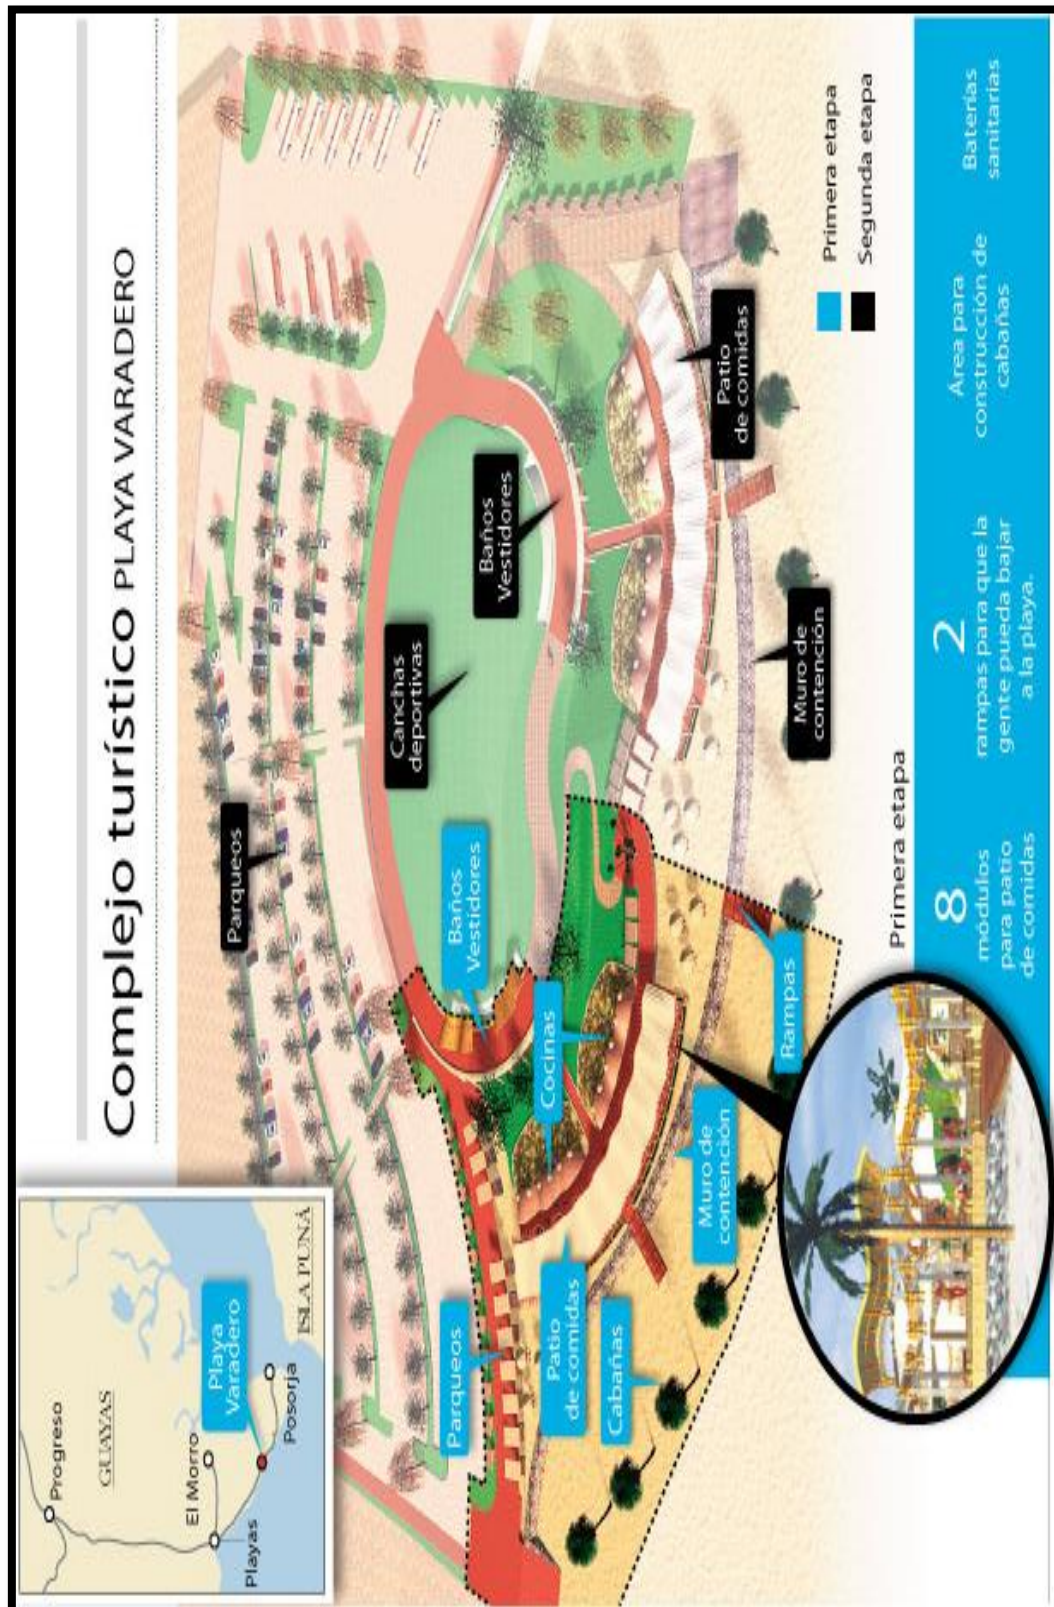 Complejo turístico PLAYA VARADERO
Progreso
GUAYAS
El Morro
Playas
Playa
Varadero
Posorja
ISLA PUNÁ
Parqueos
Canchas
deportivas
Baños
Vestidores
Baños
Vestidores
Cocinas
Parqueos
Patio
de comidas
Cabañas
Muro de
contención
Rampas
Muro de
contención
Patio
de comidas
Primera etapa
Segunda etapa
Primera etapa
8
módulos
para patio
de comidas
2
rampas para que la
gente pueda bajar
a la playa.
Área para
construcción de
cabañas
Baterías
sanitarias